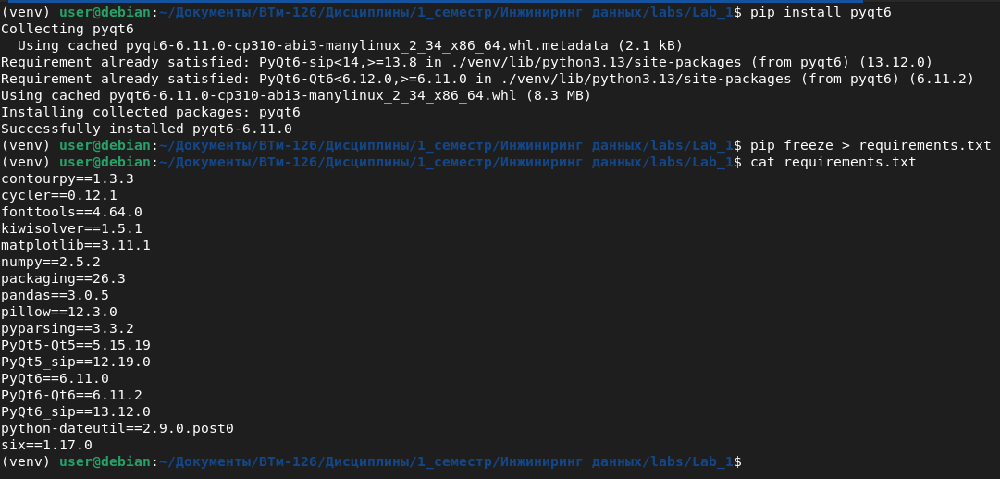 (venv) user@debian:~/Документы/ВТм-126/Дисциплины/1_семестр/Инжиниринг данных/labs/Lab_1$ pip install pyqt6
Collecting pyqt6
  Using cached pyqt6-6.11.0-cp310-abi3-manylinux_2_34_x86_64.whl.metadata (2.1 kB)
Requirement already satisfied: PyQt6-sip<14,>=13.8 in ./venv/lib/python3.13/site-packages (from pyqt6) (13.12.0)
Requirement already satisfied: PyQt6-Qt6<6.12.0,>=6.11.0 in ./venv/lib/python3.13/site-packages (from pyqt6) (6.11.2)
Using cached pyqt6-6.11.0-cp310-abi3-manylinux_2_34_x86_64.whl (8.3 MB)
Installing collected packages: pyqt6
Successfully installed pyqt6-6.11.0
(venv) user@debian:~/Документы/ВТм-126/Дисциплины/1_семестр/Инжиниринг данных/labs/Lab_1$ pip freeze > requirements.txt
(venv) user@debian:~/Документы/ВТм-126/Дисциплины/1_семестр/Инжиниринг данных/labs/Lab_1$ cat requirements.txt
contourpy==1.3.3
cycler==0.12.1
fonttools==4.64.0
kiwisolver==1.5.1
matplotlib==3.11.1
numpy==2.5.2
packaging==26.3
pandas==3.0.5
pillow==12.3.0
pyparsing==3.3.2
PyQt5-Qt5==5.15.19
PyQt5_sip==12.19.0
PyQt6==6.11.0
PyQt6-Qt6==6.11.2
PyQt6_sip==13.12.0
python-dateutil==2.9.0.post0
six==1.17.0
(venv) user@debian:~/Документы/ВТм-126/Дисциплины/1_семестр/Инжиниринг данных/labs/Lab_1$